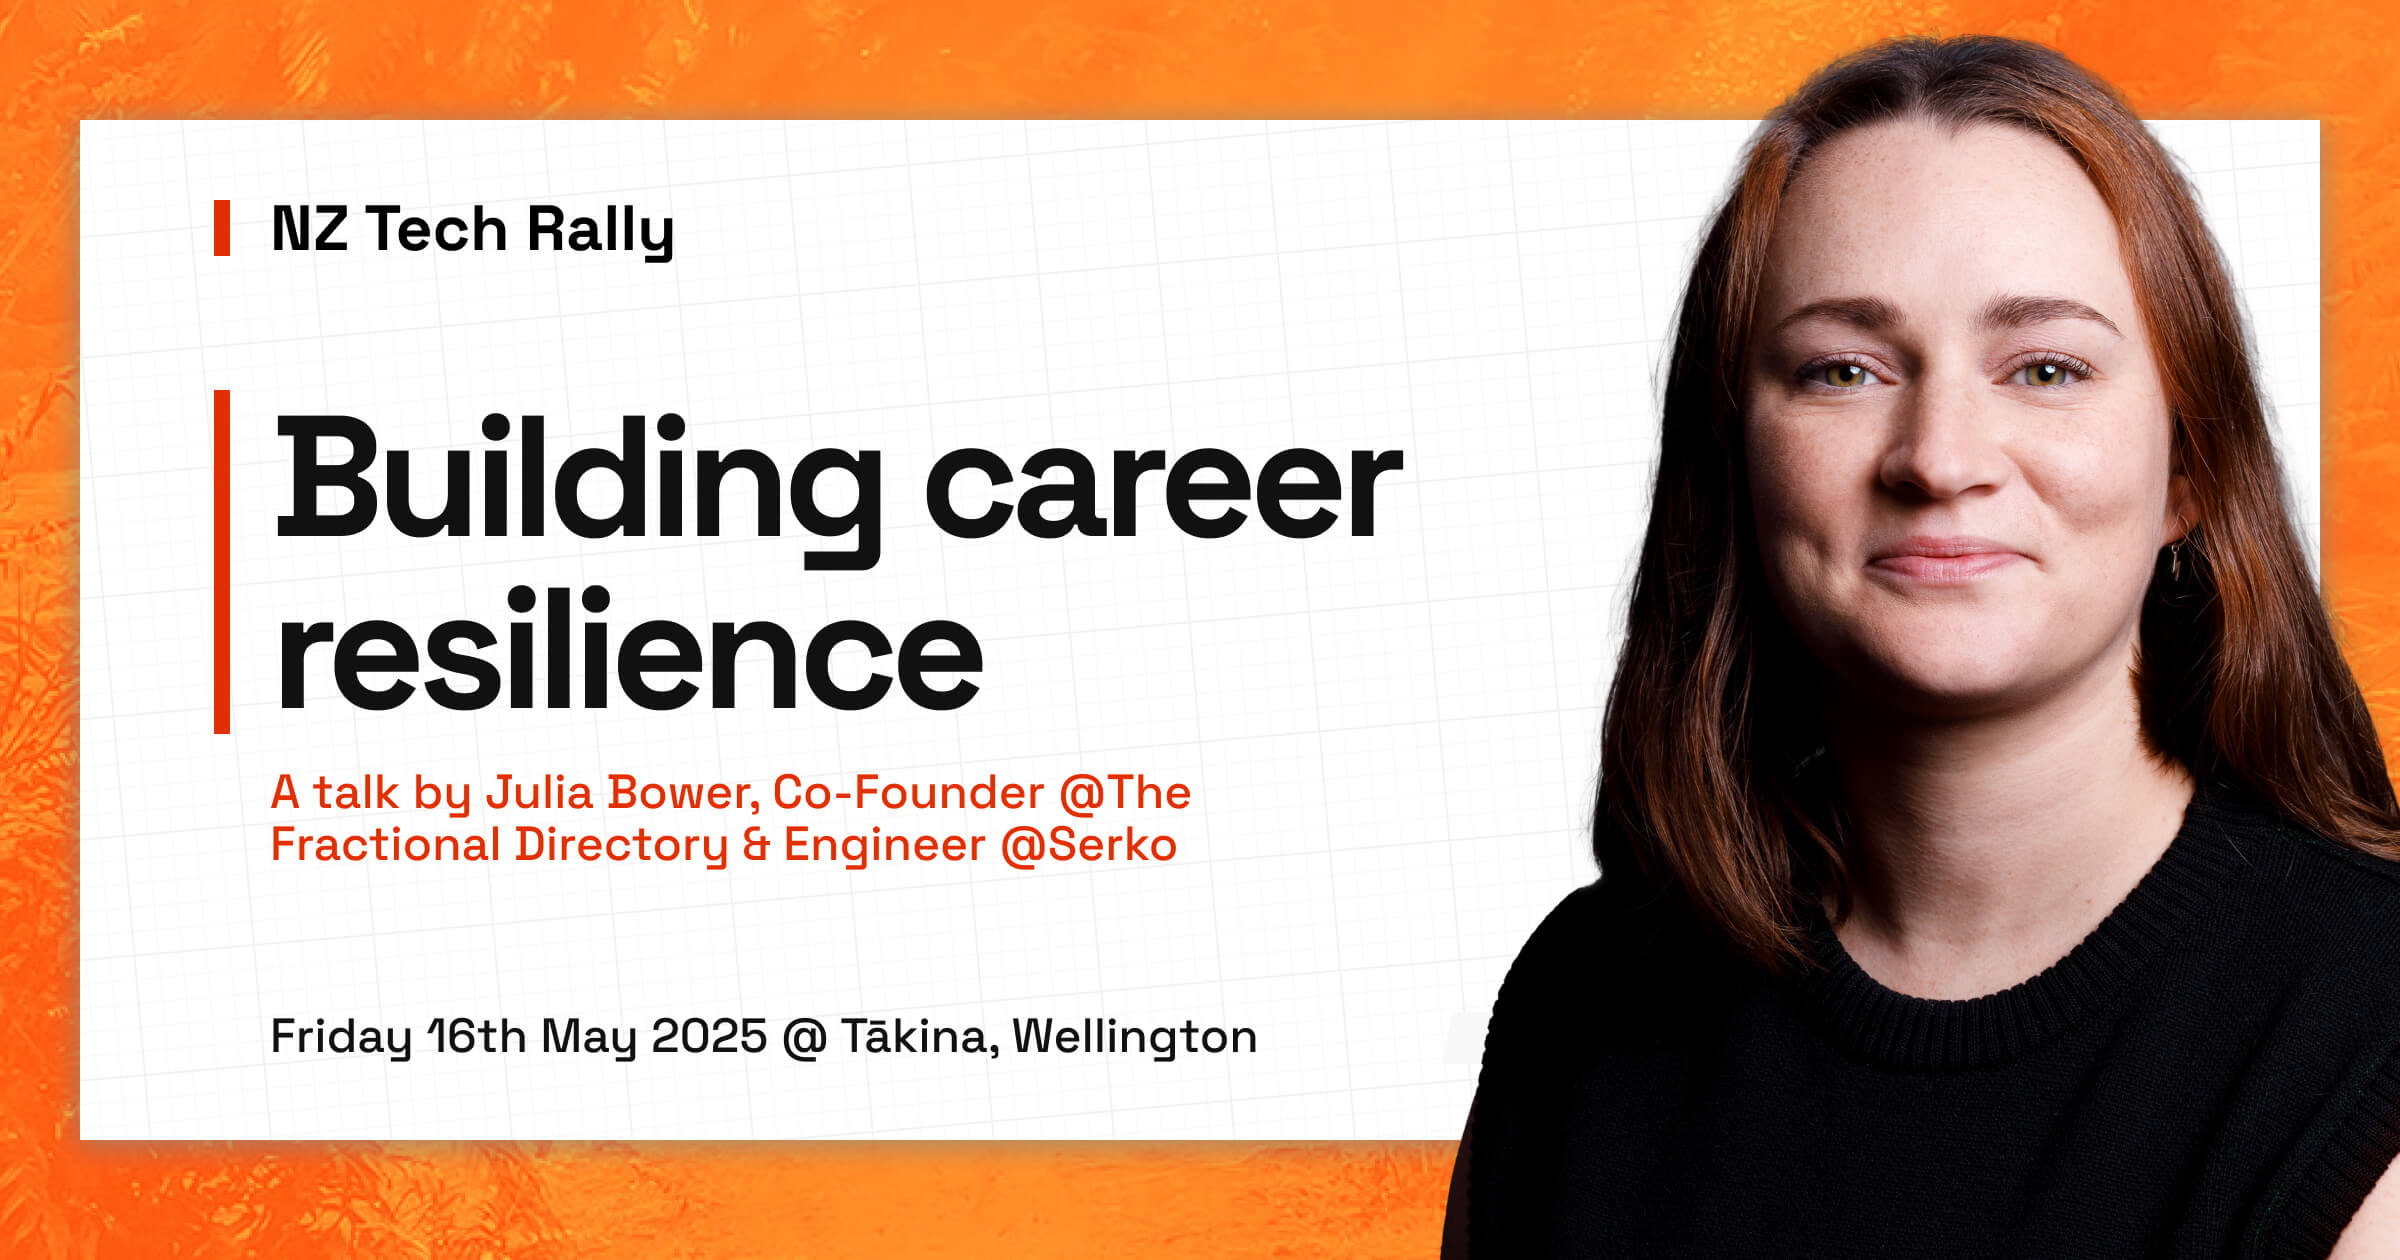 NZ Tech Rally
Building career
resilience
A talk by Julia Bower, Co-Founder @The
Fractional Directory & Engineer @Serko
Friday 16th May 2025 @ Tākina, Wellington